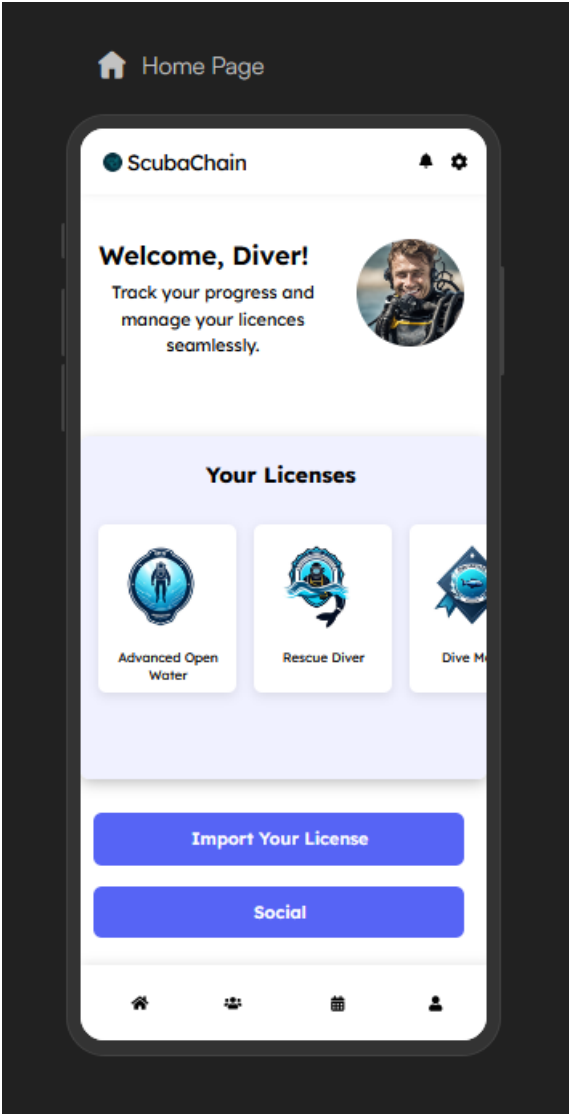 Home Page
ScubaChain
Welcome, Diver!
Track your progress and
manage your licences
seamlessly.
Your Licenses
Advanced Open
Water
Rescue Diver
Dive M
Import Your License
Social